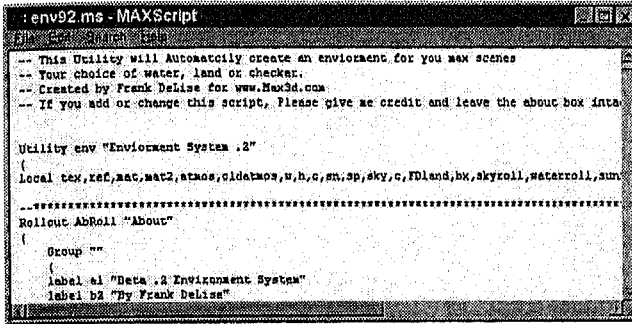 : env92.ms - MAXScript
File Edit Search Help
-- This Utility will Automatcily create an enviorment for you max scenes
-- Your choice of water, land or checker.
-- Created by Frank DeLise for www.Max3d.com
-- If you add or change this script, Please give me credit and leave the about box inta
Utility env "Enviorment System .2"
(
Local tex,ref,mat,mat2,atmos,cldatmos,w,h,c,sn,sp,sky,c,FDland,bx,skyroll,waterroll,sun
--**********************************************************************
Rollout AbRoll "About"
(
Group ""
(
label a1 "Beta .2 Environment System"
label b2 "By Frank DeLise"